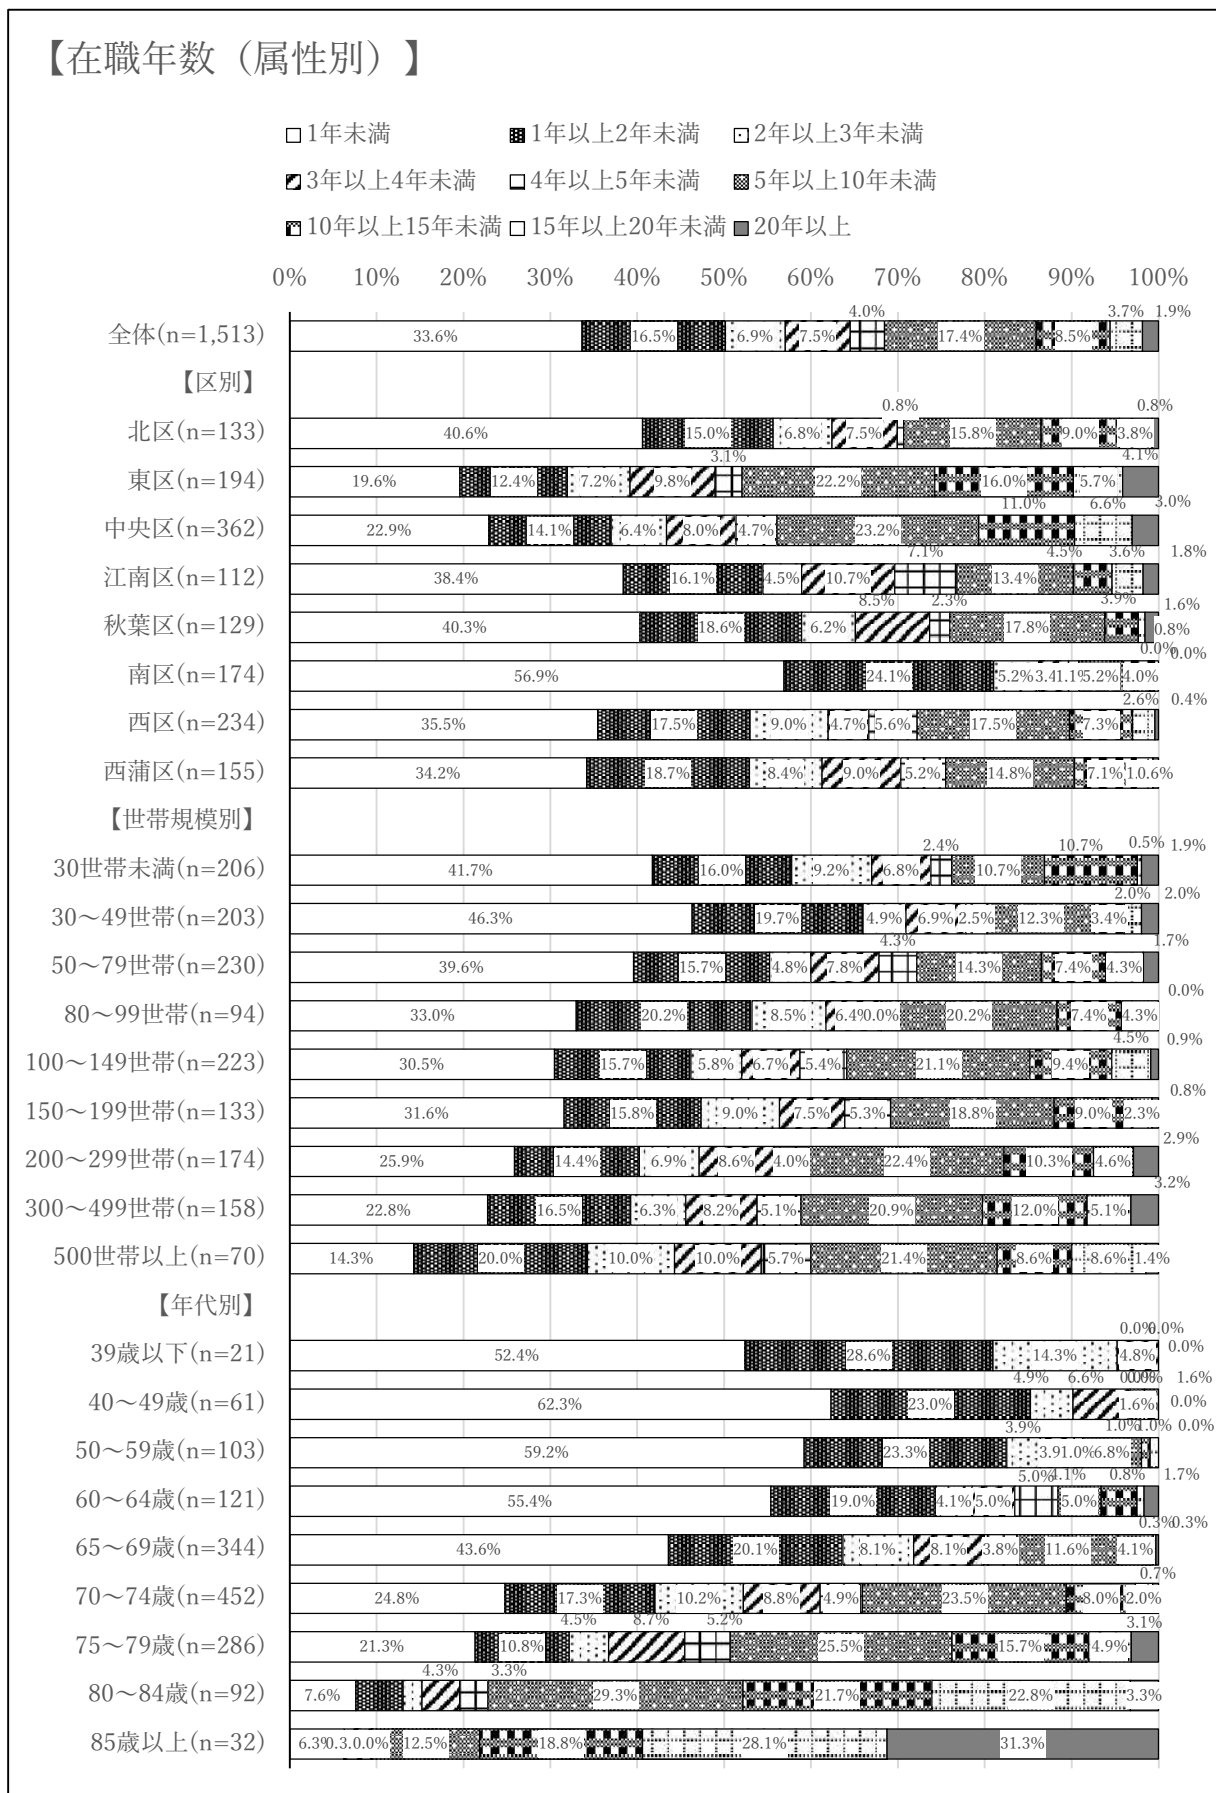 【在職年数（属性別）】
□1年未満 ■1年以上2年未満 □2年以上3年未満
3年以上4年未満 4年以上5年未満 5年以上10年未満
10年以上15年未満 □15年以上20年未満 ■20年以上
0% 10% 20% 30% 40% 50% 60% 70% 80% 90% 100%
全体(n=1,513) 33.6% 16.5% 6.9% 7.5% 4.0% 17.4% 8.5% 3.7% 1.9%
【区別】
北区(n=133) 40.6% 15.0% 6.8% 7.5% 0.8% 15.8% 9.0% 3.8% 0.8%
東区(n=194) 19.6% 12.4% 7.2% 9.8% 3.1% 22.2% 16.0% 5.7% 4.1%
中央区(n=362) 22.9% 14.1% 6.4% 8.0% 4.7% 23.2% 11.0% 6.6% 3.0%
江南区(n=112) 38.4% 16.1% 4.5% 10.7% 7.1% 13.4% 4.5% 3.6% 1.8%
秋葉区(n=129) 40.3% 18.6% 6.2% 8.5% 2.3% 17.8% 3.9% 0.8% 1.6%
南区(n=174) 56.9% 24.1% 5.2% 3.4 1.1% 5.2% 4.0% 0.0% 0.0%
西区(n=234) 35.5% 17.5% 9.0% 4.7% 5.6% 17.5% 7.3% 2.6% 0.4%
西蒲区(n=155) 34.2% 18.7% 8.4% 9.0% 5.2% 14.8% 7.1% 1. 0.6%
【世帯規模別】
30世帯未満(n=206) 41.7% 16.0% 9.2% 6.8% 2.4% 10.7% 10.7% 0.5% 1.9%
30～49世帯(n=203) 46.3% 19.7% 4.9% 6.9% 2.5% 12.3% 3.4% 2.0% 2.0%
50～79世帯(n=230) 39.6% 15.7% 4.8% 7.8% 4.3% 14.3% 7.4% 4.3% 1.7%
80～99世帯(n=94) 33.0% 20.2% 8.5% 6.4% 0.0% 20.2% 7.4% 4.3% 0.0%
100～149世帯(n=223) 30.5% 15.7% 5.8% 6.7% 5.4% 21.1% 9.4% 4.5% 0.9%
150～199世帯(n=133) 31.6% 15.8% 9.0% 7.5% 5.3% 18.8% 9.0% 2.3% 0.8%
200～299世帯(n=174) 25.9% 14.4% 6.9% 8.6% 4.0% 22.4% 10.3% 4.6% 2.9%
300～499世帯(n=158) 22.8% 16.5% 6.3% 8.2% 5.1% 20.9% 12.0% 5.1% 3.2%
500世帯以上(n=70) 14.3% 20.0% 10.0% 10.0% 5.7% 21.4% 8.6% 8.6% 1.4%
【年代別】
39歳以下(n=21) 52.4% 28.6% 14.3% 4.8% 0.0% 0.0% 0.0%
40～49歳(n=61) 62.3% 23.0% 4.9% 6.6% 1.6% 0.0% 1.6% 0.0%
50～59歳(n=103) 59.2% 23.3% 3.9% 3.9 1.0% 6.8% 1.0% 1.0% 0.0%
60～64歳(n=121) 55.4% 19.0% 4.1% 5.0% 5.0% 5.0% 4.1% 0.8% 1.7%
65～69歳(n=344) 43.6% 20.1% 8.1% 8.1% 3.8% 11.6% 4.1% 0.3% 0.3%
70～74歳(n=452) 24.8% 17.3% 10.2% 8.8% 4.9% 23.5% 8.0% 2.0% 0.7%
75～79歳(n=286) 21.3% 10.8% 4.5% 8.7% 5.2% 25.5% 15.7% 4.9% 3.1%
80～84歳(n=92) 7.6% 4.3% 3.3% 29.3% 21.7% 22.8% 3.3%
85歳以上(n=32) 6.3% 0.0% 12.5% 18.8% 28.1% 31.3%